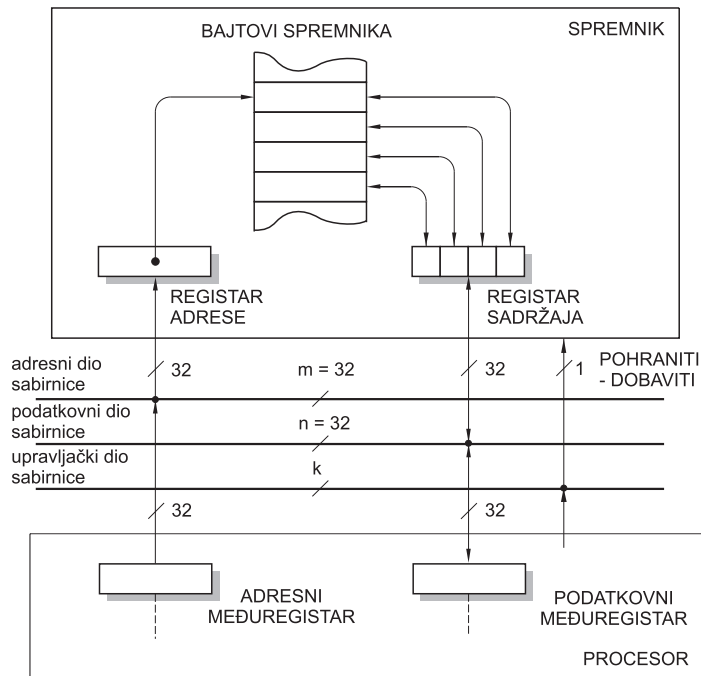 BAJTOVI SPREMNIKA
SPREMNIK
REGISTAR
ADRESE
REGISTAR
SADRŽAJA
adresni dio
sabirnice
32
m = 32
32
1
POHRANITI
- DOBAVITI
podatkovni dio
sabirnice
n = 32
upravljački dio
sabirnice
k
32
32
ADRESNI
MEĐUREGISTAR
PODATKOVNI
MEĐUREGISTAR
PROCESOR